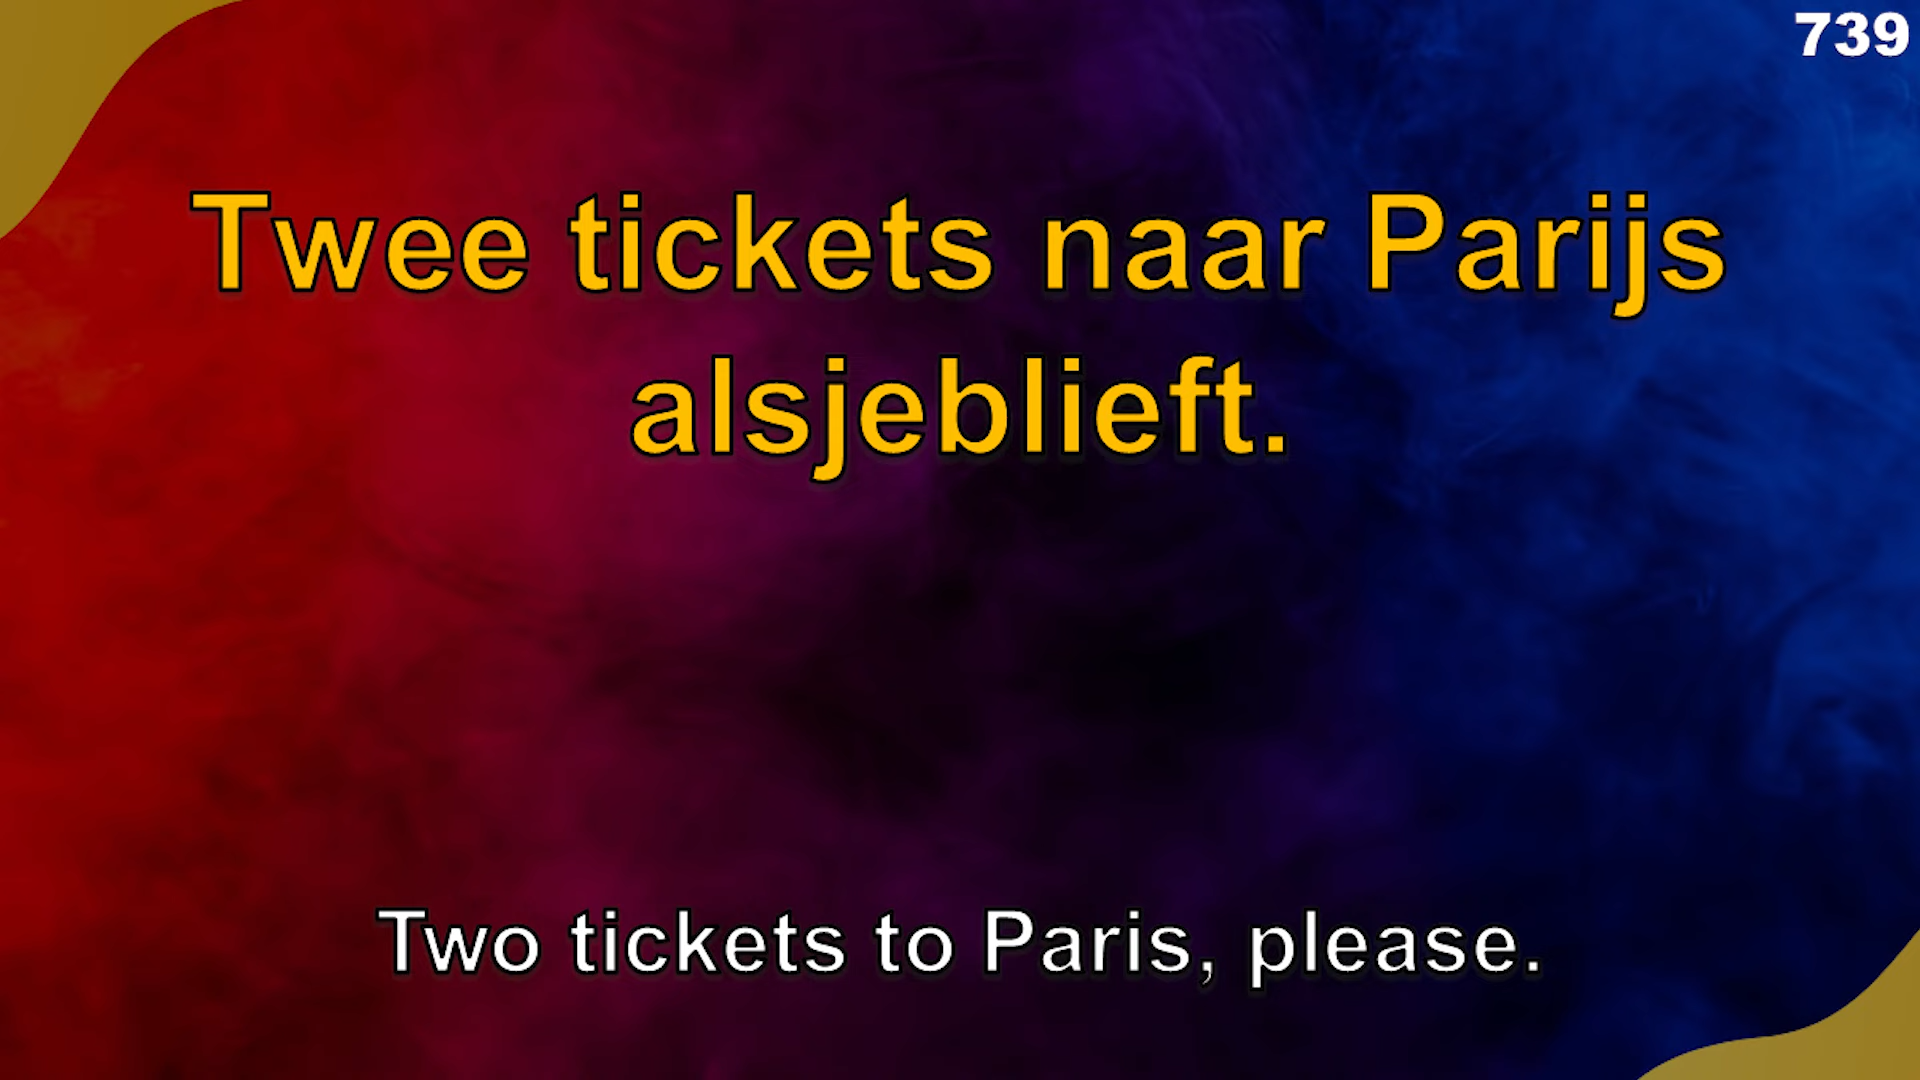 739
Twee tickets naar Parijs
alsjeblieft.
Two tickets to Paris, please.